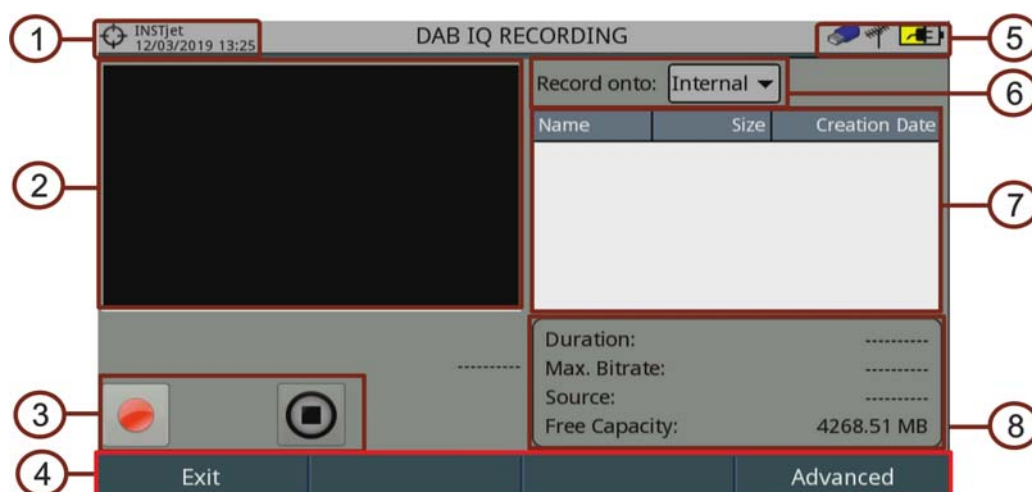 1
INSTjet
12/03/2019 13:25
DAB IQ RECORDING
5
Record onto: Internal
6
Name Size Creation Date
2
7
Duration: ----------
Max. Bitrate: ----------
Source: ----------
Free Capacity: 4268.51 MB
---------
3
8
4
Exit
Advanced